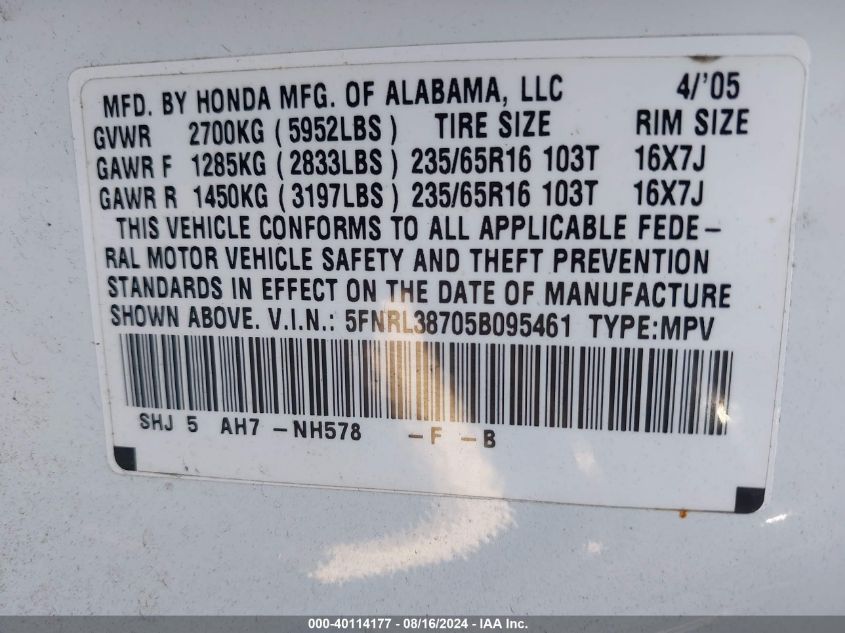 MFD. BY HONDA MFG. OF ALABAMA, LLC 4/'05
GVWR 2700KG (5952LBS) TIRE SIZE RIM SIZE
GAWR F 1285KG (2833LBS) 235/65R16 103T 16X7J
GAWR R 1450KG (3197LBS) 235/65R16 103T 16X7J
THIS VEHICLE CONFORMS TO ALL APPLICABLE FEDE-
RAL MOTOR VEHICLE SAFETY AND THEFT PREVENTION
STANDARDS IN EFFECT ON THE DATE OF MANUFACTURE
SHOWN ABOVE. V.I.N.: 5FNRL38705B095461 TYPE:MPV
SHJ 5 AH7 -NH578 -F -B
000-40114177 - 08/16/2024 - IAA Inc.